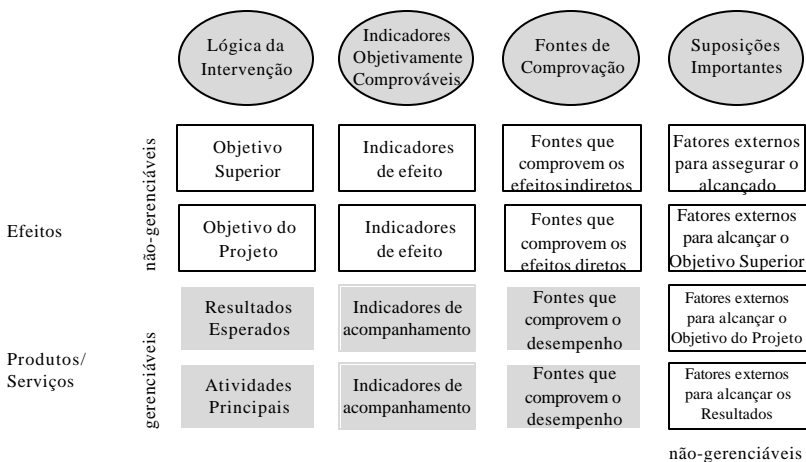 Lógica da
Intervenção
Indicadores
Objetivamente
Comprováveis
Fontes de
Comprovação
Suposições
Importantes
Efeitos
não-gerenciáveis
Objetivo
Superior
Indicadores
de efeito
Fontes que
comprovem os
efeitos indiretos
Fatores externos
para assegurar o
alcançado
Objetivo do
Projeto
Indicadores
de efeito
Fontes que
comprovem os
efeitos diretos
Fatores externos
para alcançar o
Objetivo Superior
Produtos/
Serviços
gerenciáveis
Resultados
Esperados
Indicadores de
acompanhamento
Fontes que
comprovem o
desempenho
Fatores externos
para alcançar o
Objetivo do Projeto
Atividades
Principais
Indicadores de
acompanhamento
Fontes que
comprovem o
desempenho
Fatores externos
para alcançar os
Resultados
não-gerenciáveis